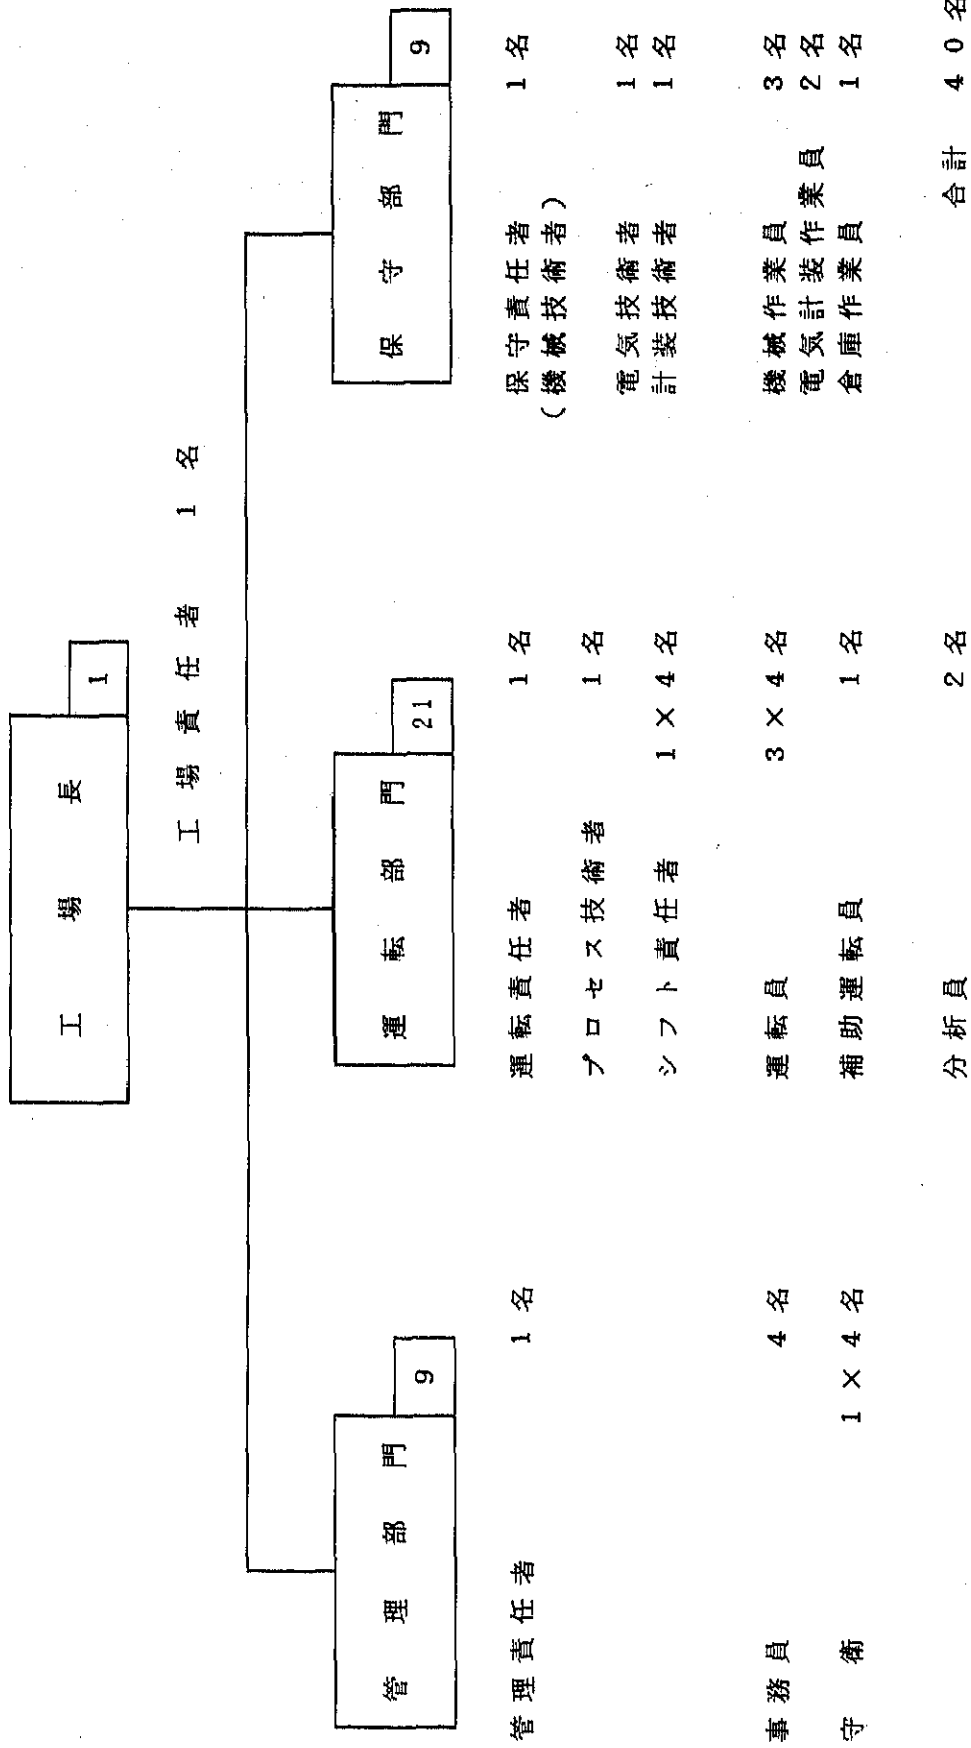 工場長 1
工場責任者 1名
管理部門 9
管理責任者 1名
事務員 4名
守衛 1×4名
運転部門 21
運転責任者 1名
プロセス技術者 1名
シフト責任者 1×4名
運転員 3×4名
補助運転員 1名
分析員 2名
保守部門 9
保守責任者 1名
(機械技術者)
電気技術者 1名
計装技術者 1名
機械作業員 3名
電気計装作業員 2名
倉庫作業員 1名
合計 40名